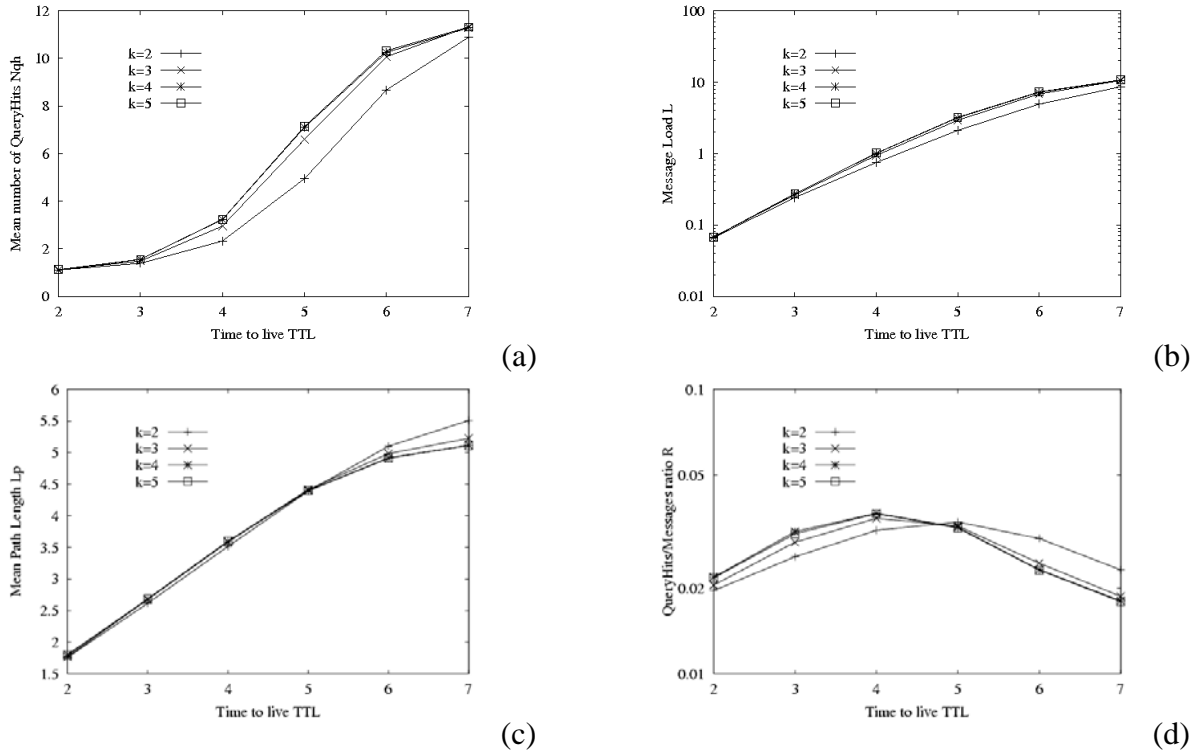 12
10
8
6
4
2
0
Mean number of QueryHits Nqh
k=2
k=3
k=4
k=5
2 3 4 5 6 7
Time to live TTL
(a)
100
10
1
0.1
0.01
Message Load L
k=2
k=3
k=4
k=5
2 3 4 5 6 7
Time to live TTL
(b)
6
5.5
5
4.5
4
3.5
3
2.5
2
1.5
Mean Path Length Lp
k=2
k=3
k=4
k=5
2 3 4 5 6 7
Time to live TTL
(c)
0.1
0.05
0.02
0.01
QueryHits/Messages ratio R
k=2
k=3
k=4
k=5
2 3 4 5 6 7
Time to live TTL
(d)